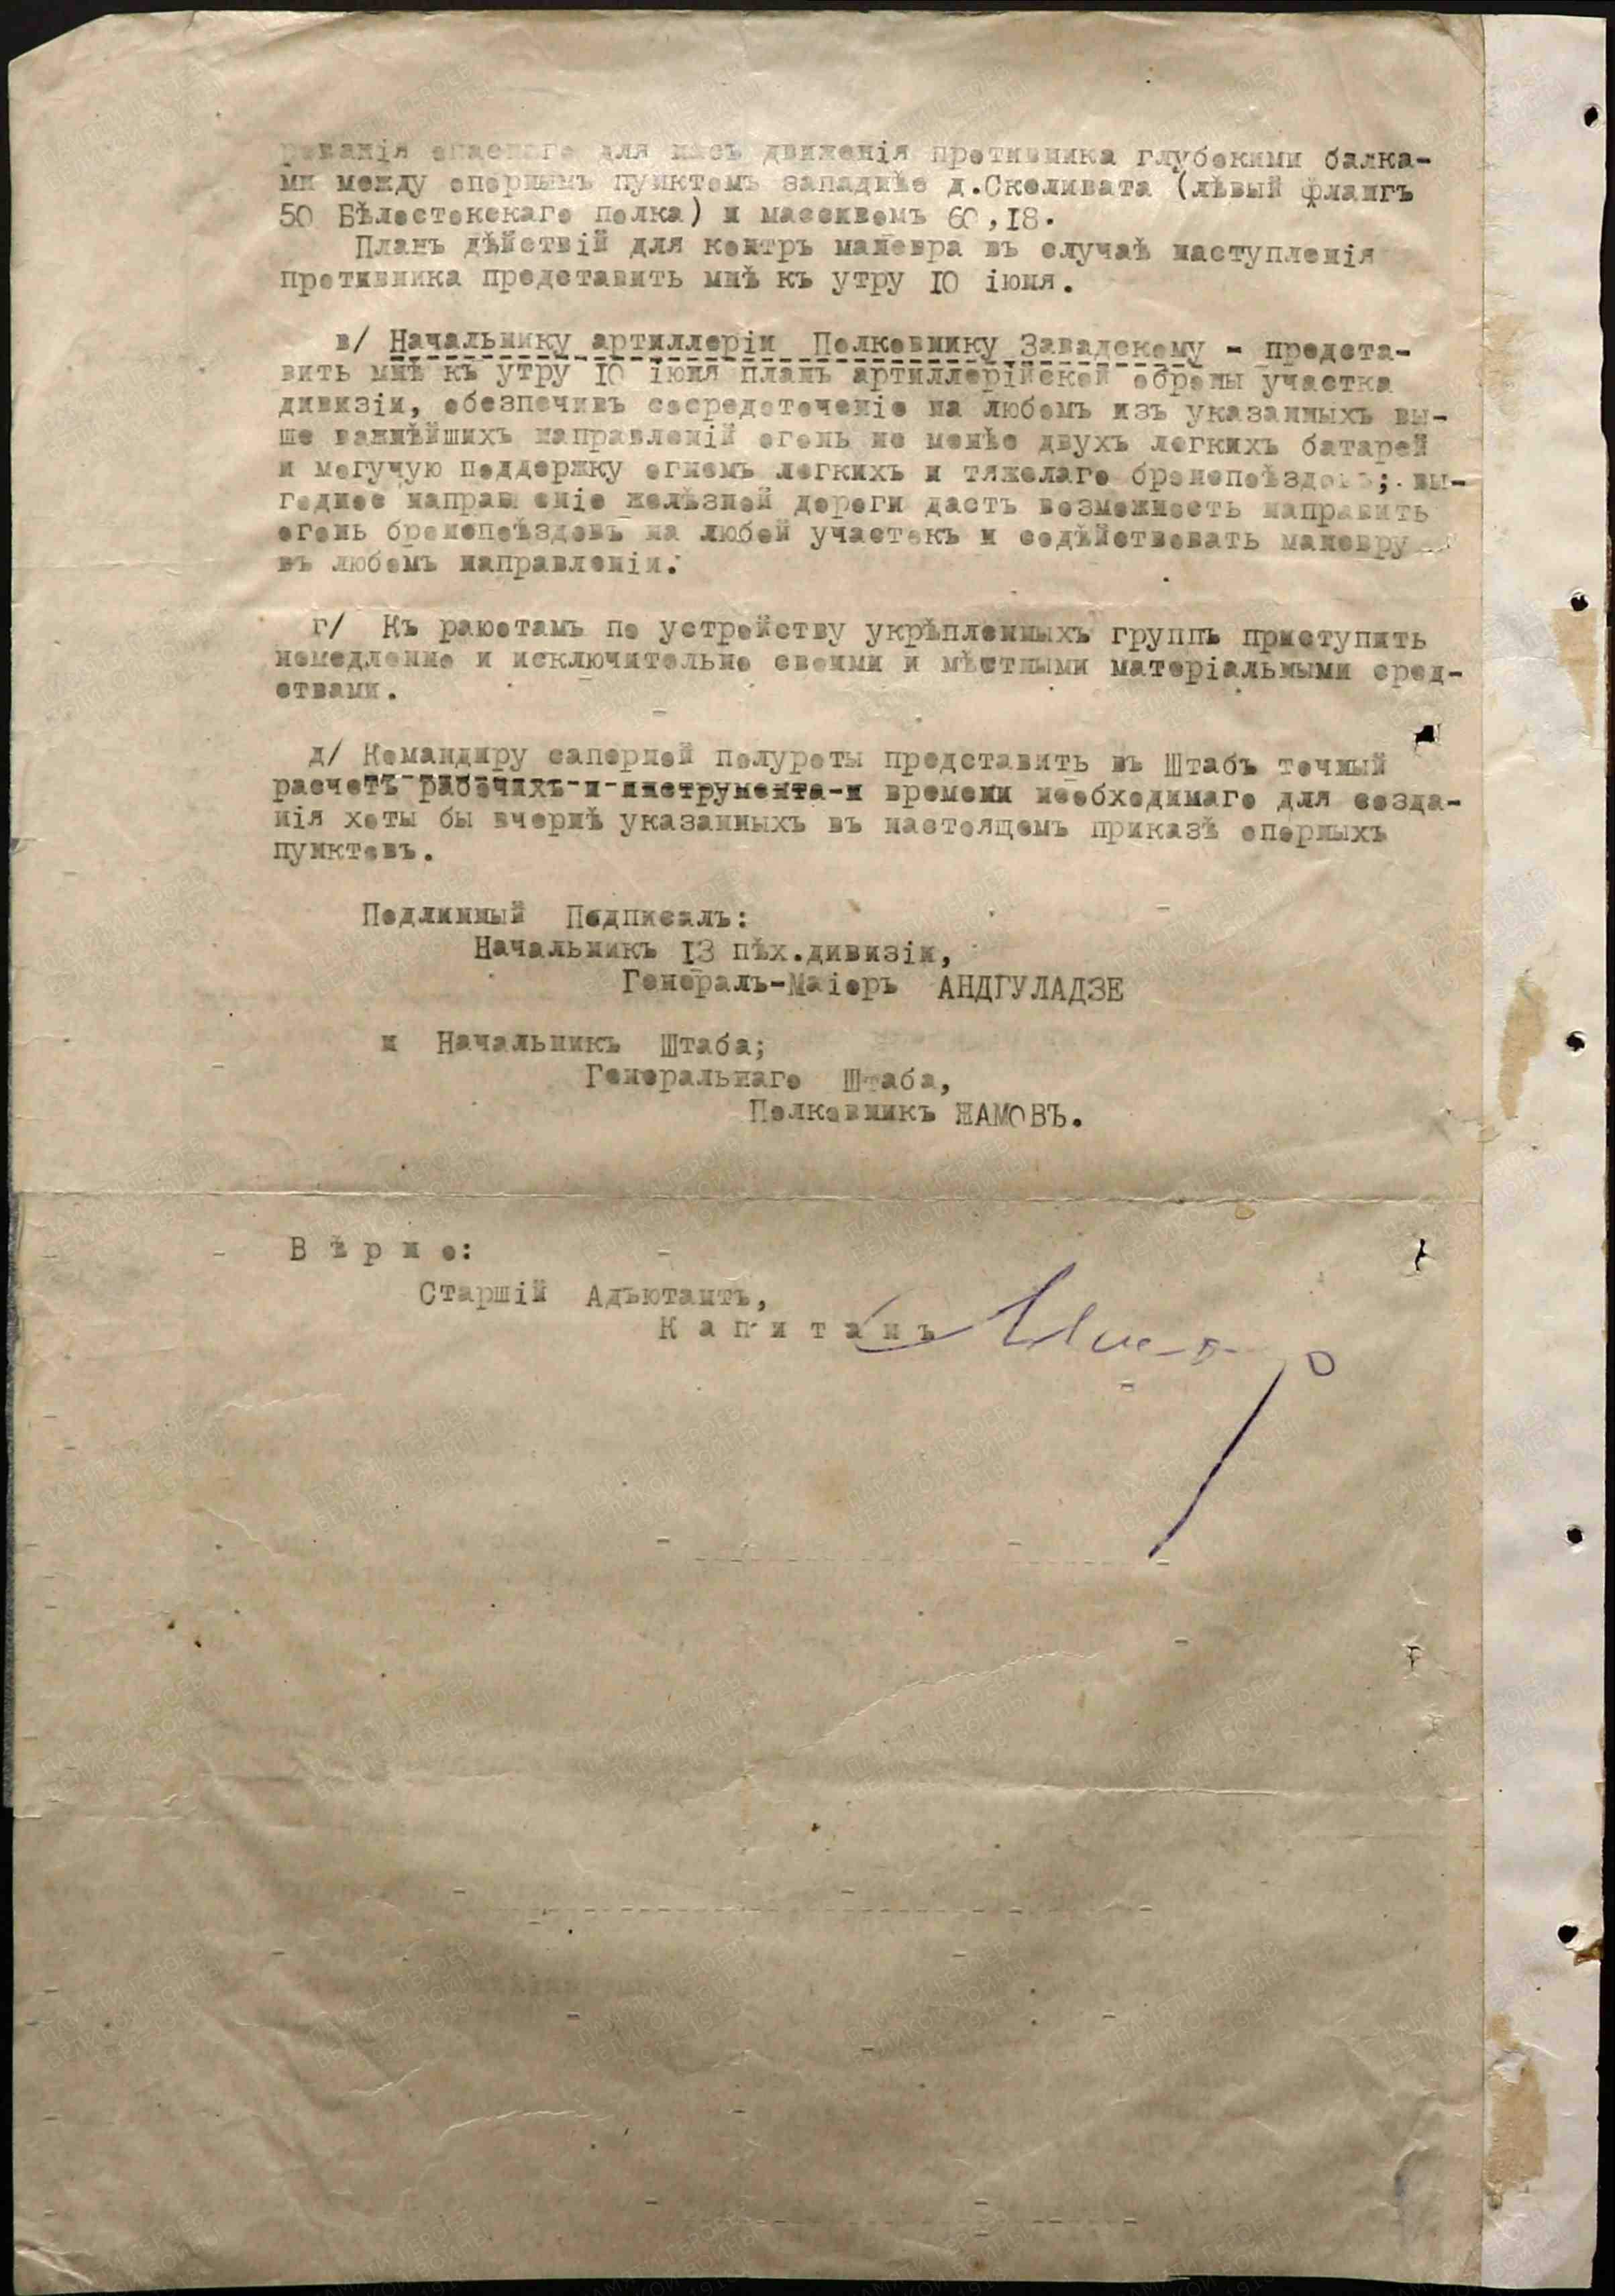 рованія опаснаго для насъ движенія противника глубокими балка-
ми между опорнымъ пунктомъ западнѣе д.Скеливата (лѣвый флангъ
50 Бѣлостокскаго полка) и массивомъ 60,18.
Планъ дѣйствій для контръ маневра въ случаѣ наступленія
противника представить мнѣ къ утру 10 іюня.
в/ Начальнику артиллеріи Полковнику Завадскому - предста-
вить мнѣ къ утру 10 іюня планъ артиллерійской обороны участка
дивизіи, обезпечивъ сосредоточеніе на любомъ изъ указанныхъ вы-
ше важнѣйшихъ направленій огонь не менѣе двухъ легкихъ батарей
и могучую поддержку огнемъ легкихъ и тяжелаго бронепоѣздовъ; вы-
годное направленіе желѣзной дороги дастъ возможность направить
огонь бронепоѣздовъ на любой участокъ и содѣйствовать маневру
въ любомъ направленіи.
г/ Къ раюотамъ по устройству укрѣпленныхъ группъ приступить
немедленно и исключительно своими и мѣстными матеріальными сред-
ствами.
д/ Командиру саперной полуроты представить въ Штабъ точный
расчетъ рабочихъ и инструмента и времени необходимаго для созда-
нія хоты бы вчернѣ указанныхъ въ настоящемъ приказѣ опорныхъ
пунктовъ.
Подлинный Подписалъ:
Начальникъ 13 пѣх.дивизіи,
Генералъ-Маіоръ АНДГУЛАДЗЕ
и Начальникъ Штаба;
Генеральнаго Штаба,
Полковникъ НАМОВЪ.
Вѣрно:
Старшій Адъютантъ,
Капитанъ